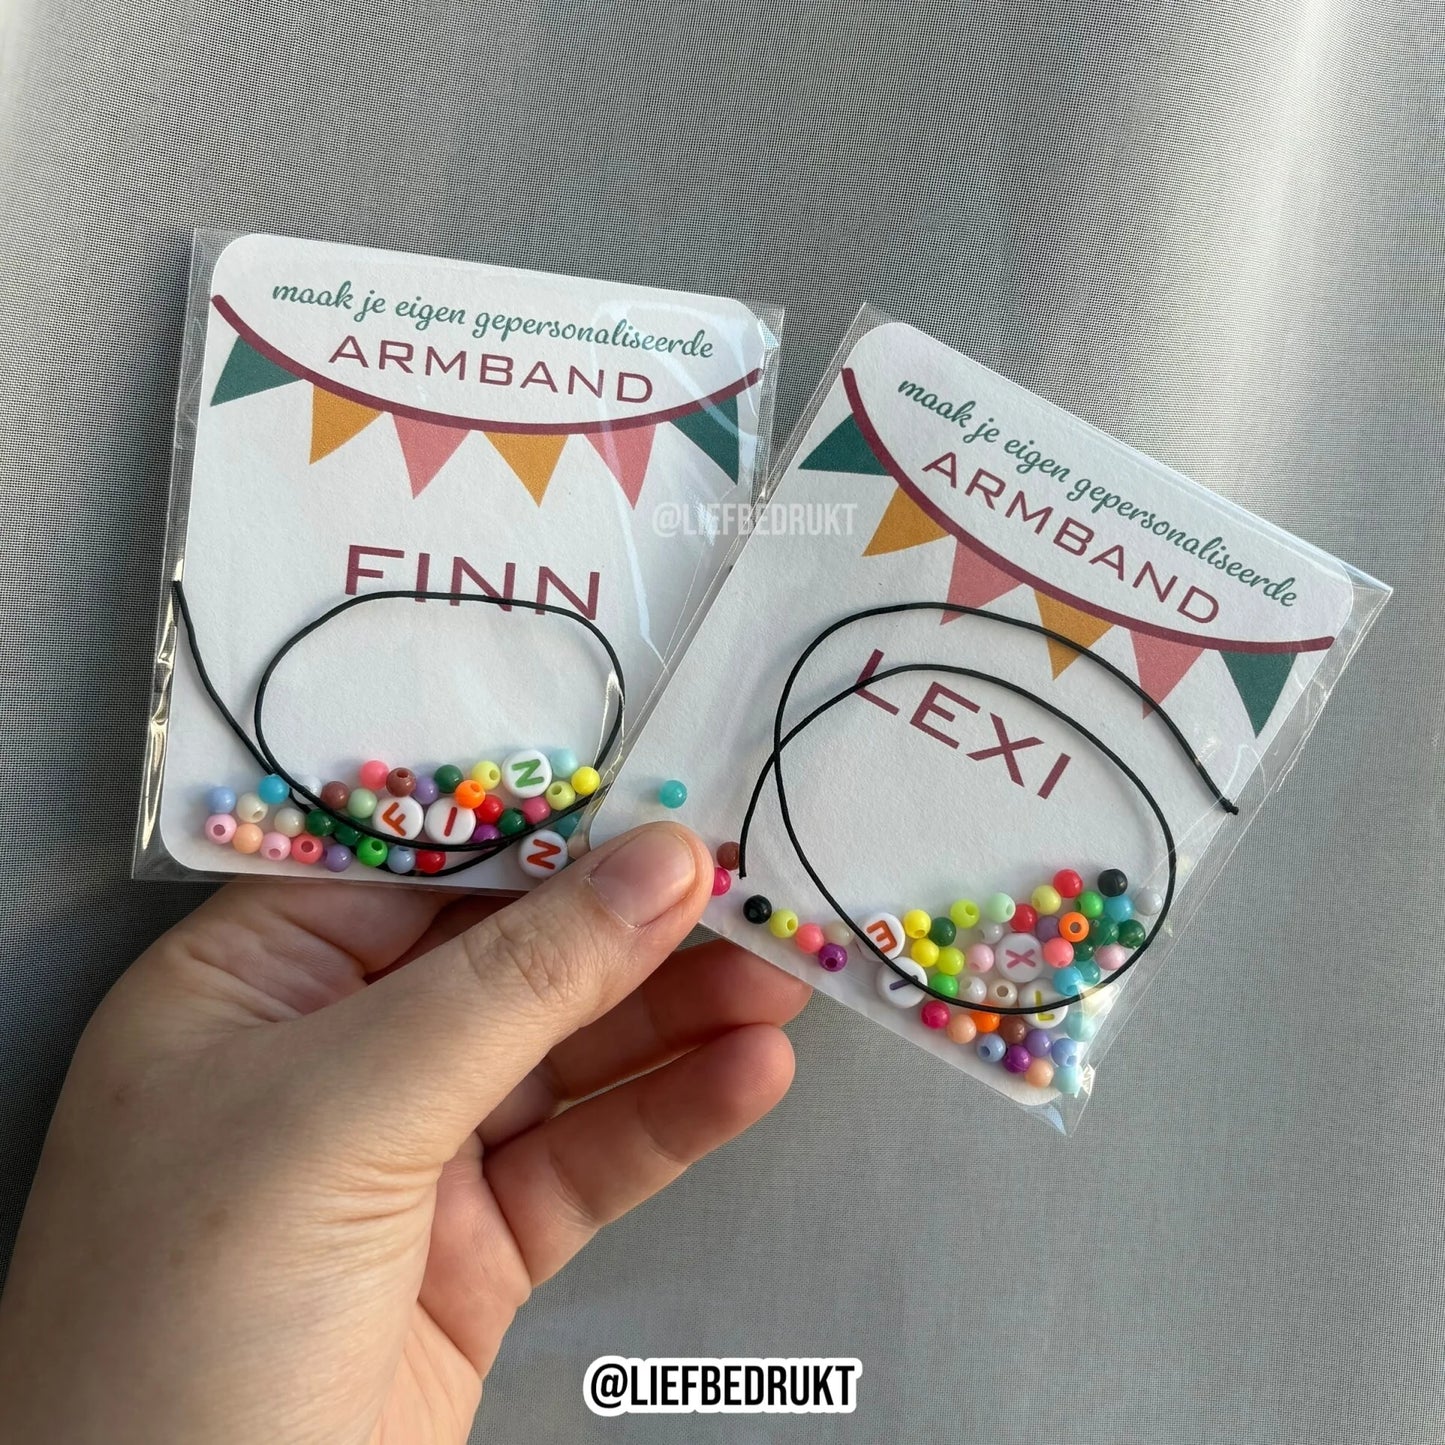 maak je eigen gepersonaliseerde
ARMBAND
FINN
F
I
N
N
maak je eigen gepersonaliseerde
ARMBAND
LEXI
E
X
I
L
@LIEFBEDRUKT
@LIEFBEDRUKT